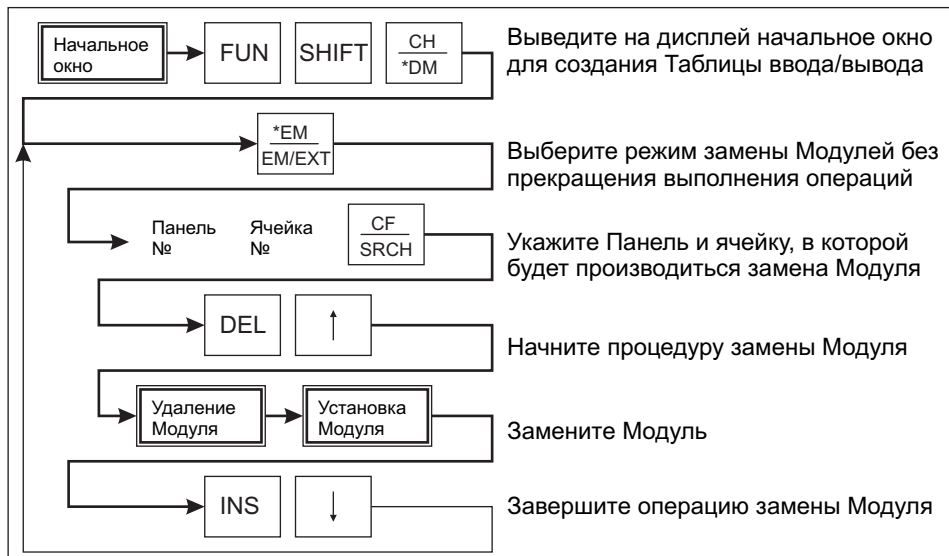 Начальное
окно
FUN
SHIFT
CH
*DM
Выведите на дисплей начальное окно
для создания Таблицы ввода/вывода
*EM
EM/EXT
Выберите режим замены Модулей без
прекращения выполнения операций
Панель
№
Ячейка
№
CF
SRCH
Укажите Панель и ячейку, в которой
будет производиться замена Модуля
DEL
↑
Начните процедуру замены Модуля
Удаление
Модуля
Установка
Модуля
Замените Модуль
INS
↓
Завершите операцию замены Модуля